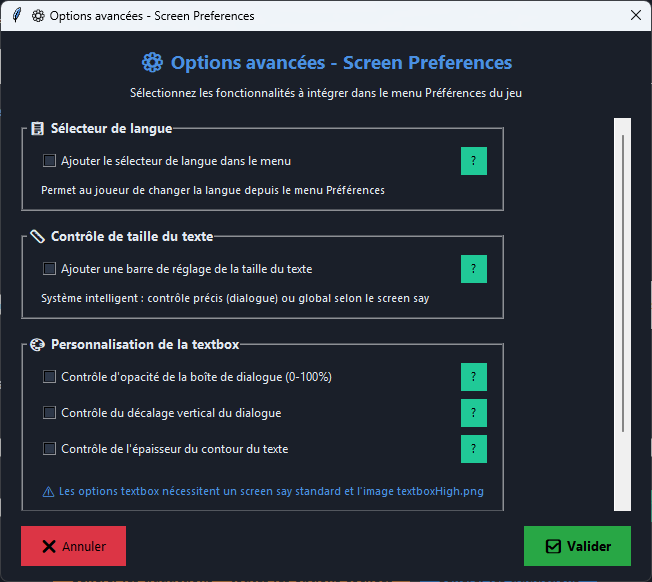 Options avancées - Screen Preferences
Options avancées - Screen Preferences
Sélectionnez les fonctionnalités à intégrer dans le menu Préférences du jeu
Sélecteur de langue
Ajouter le sélecteur de langue dans le menu ?
Permet au joueur de changer la langue depuis le menu Préférences
Contrôle de taille du texte
Ajouter une barre de réglage de la taille du texte ?
Système intelligent : contrôle précis (dialogue) ou global selon le screen say
Personnalisation de la textbox
Contrôle d'opacité de la boîte de dialogue (0-100%) ?
Contrôle du décalage vertical du dialogue ?
Contrôle de l'épaisseur du contour du texte ?
⚠ Les options textbox nécessitent un screen say standard et l'image textboxHigh.png
Annuler Valider